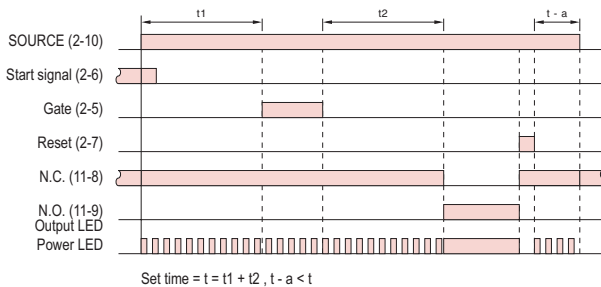 t1 t2 t - a
SOURCE (2-10)
Start signal (2-6)
Gate (2-5)
Reset (2-7)
N.C. (11-8)
N.O. (11-9)
Output LED
Power LED
Set time = t = t1 + t2 , t - a < t